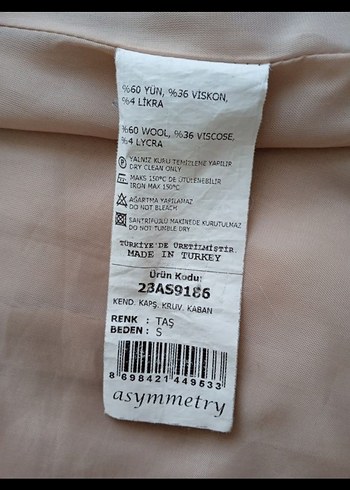 %60 YÜN, %36 VİSKON,
%4 LİKRA
%60 WOOL, %36 VISCOSE,
%4 LYCRA
YALNIZ KURU TEMİZLEME YAPILIR
DRY CLEAN ONLY
MAKS 150°C DE ÜTÜLENEBİLİR
IRON MAX 150°C
AĞARTMA YAPILAMAZ
DO NOT BLEACH
SANTRİFÜJLÜ MAKİNEDE KURUTULMAZ
DO NOT TUMBLE DRY
TÜRKİYE'DE ÜRETİLMİŞTİR.
MADE IN TURKEY
Ürün Kodu:
23AS9186
KEND. KAPŞ. KRUV. KABAN
RENK : TAŞ
BEDEN : S
8 698421 449533
asymmetry